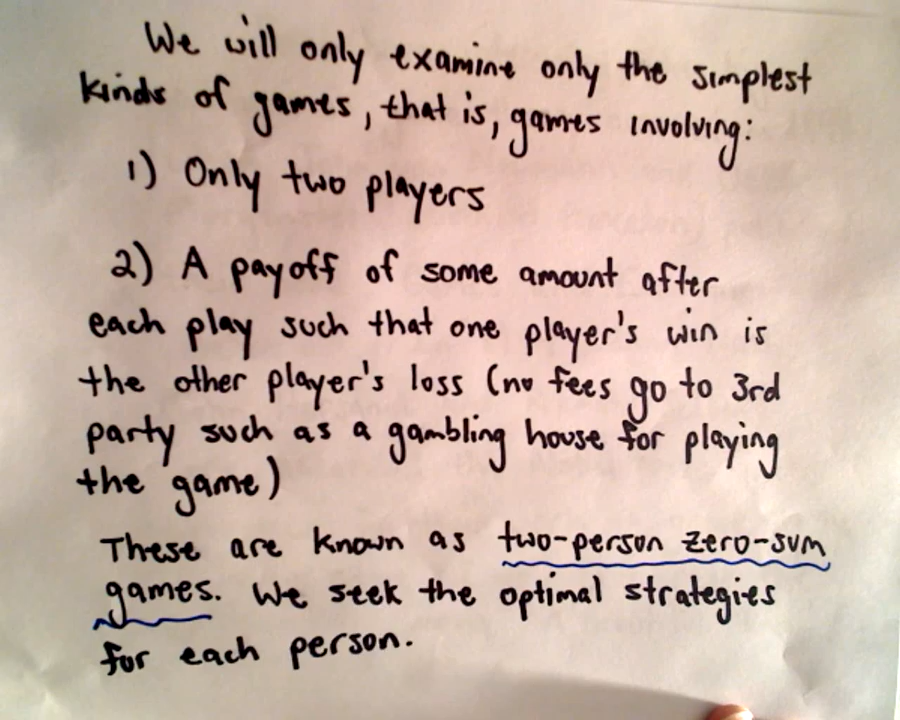 We will only examine only the simplest
kinds of games, that is, games involving:
1) Only two players
2) A payoff of some amount after
each play such that one player's win is
the other player's loss (no fees go to 3rd
party such as a gambling house for playing
the game)
These are known as two-person zero-sum
games. We seek the optimal strategies
for each person.